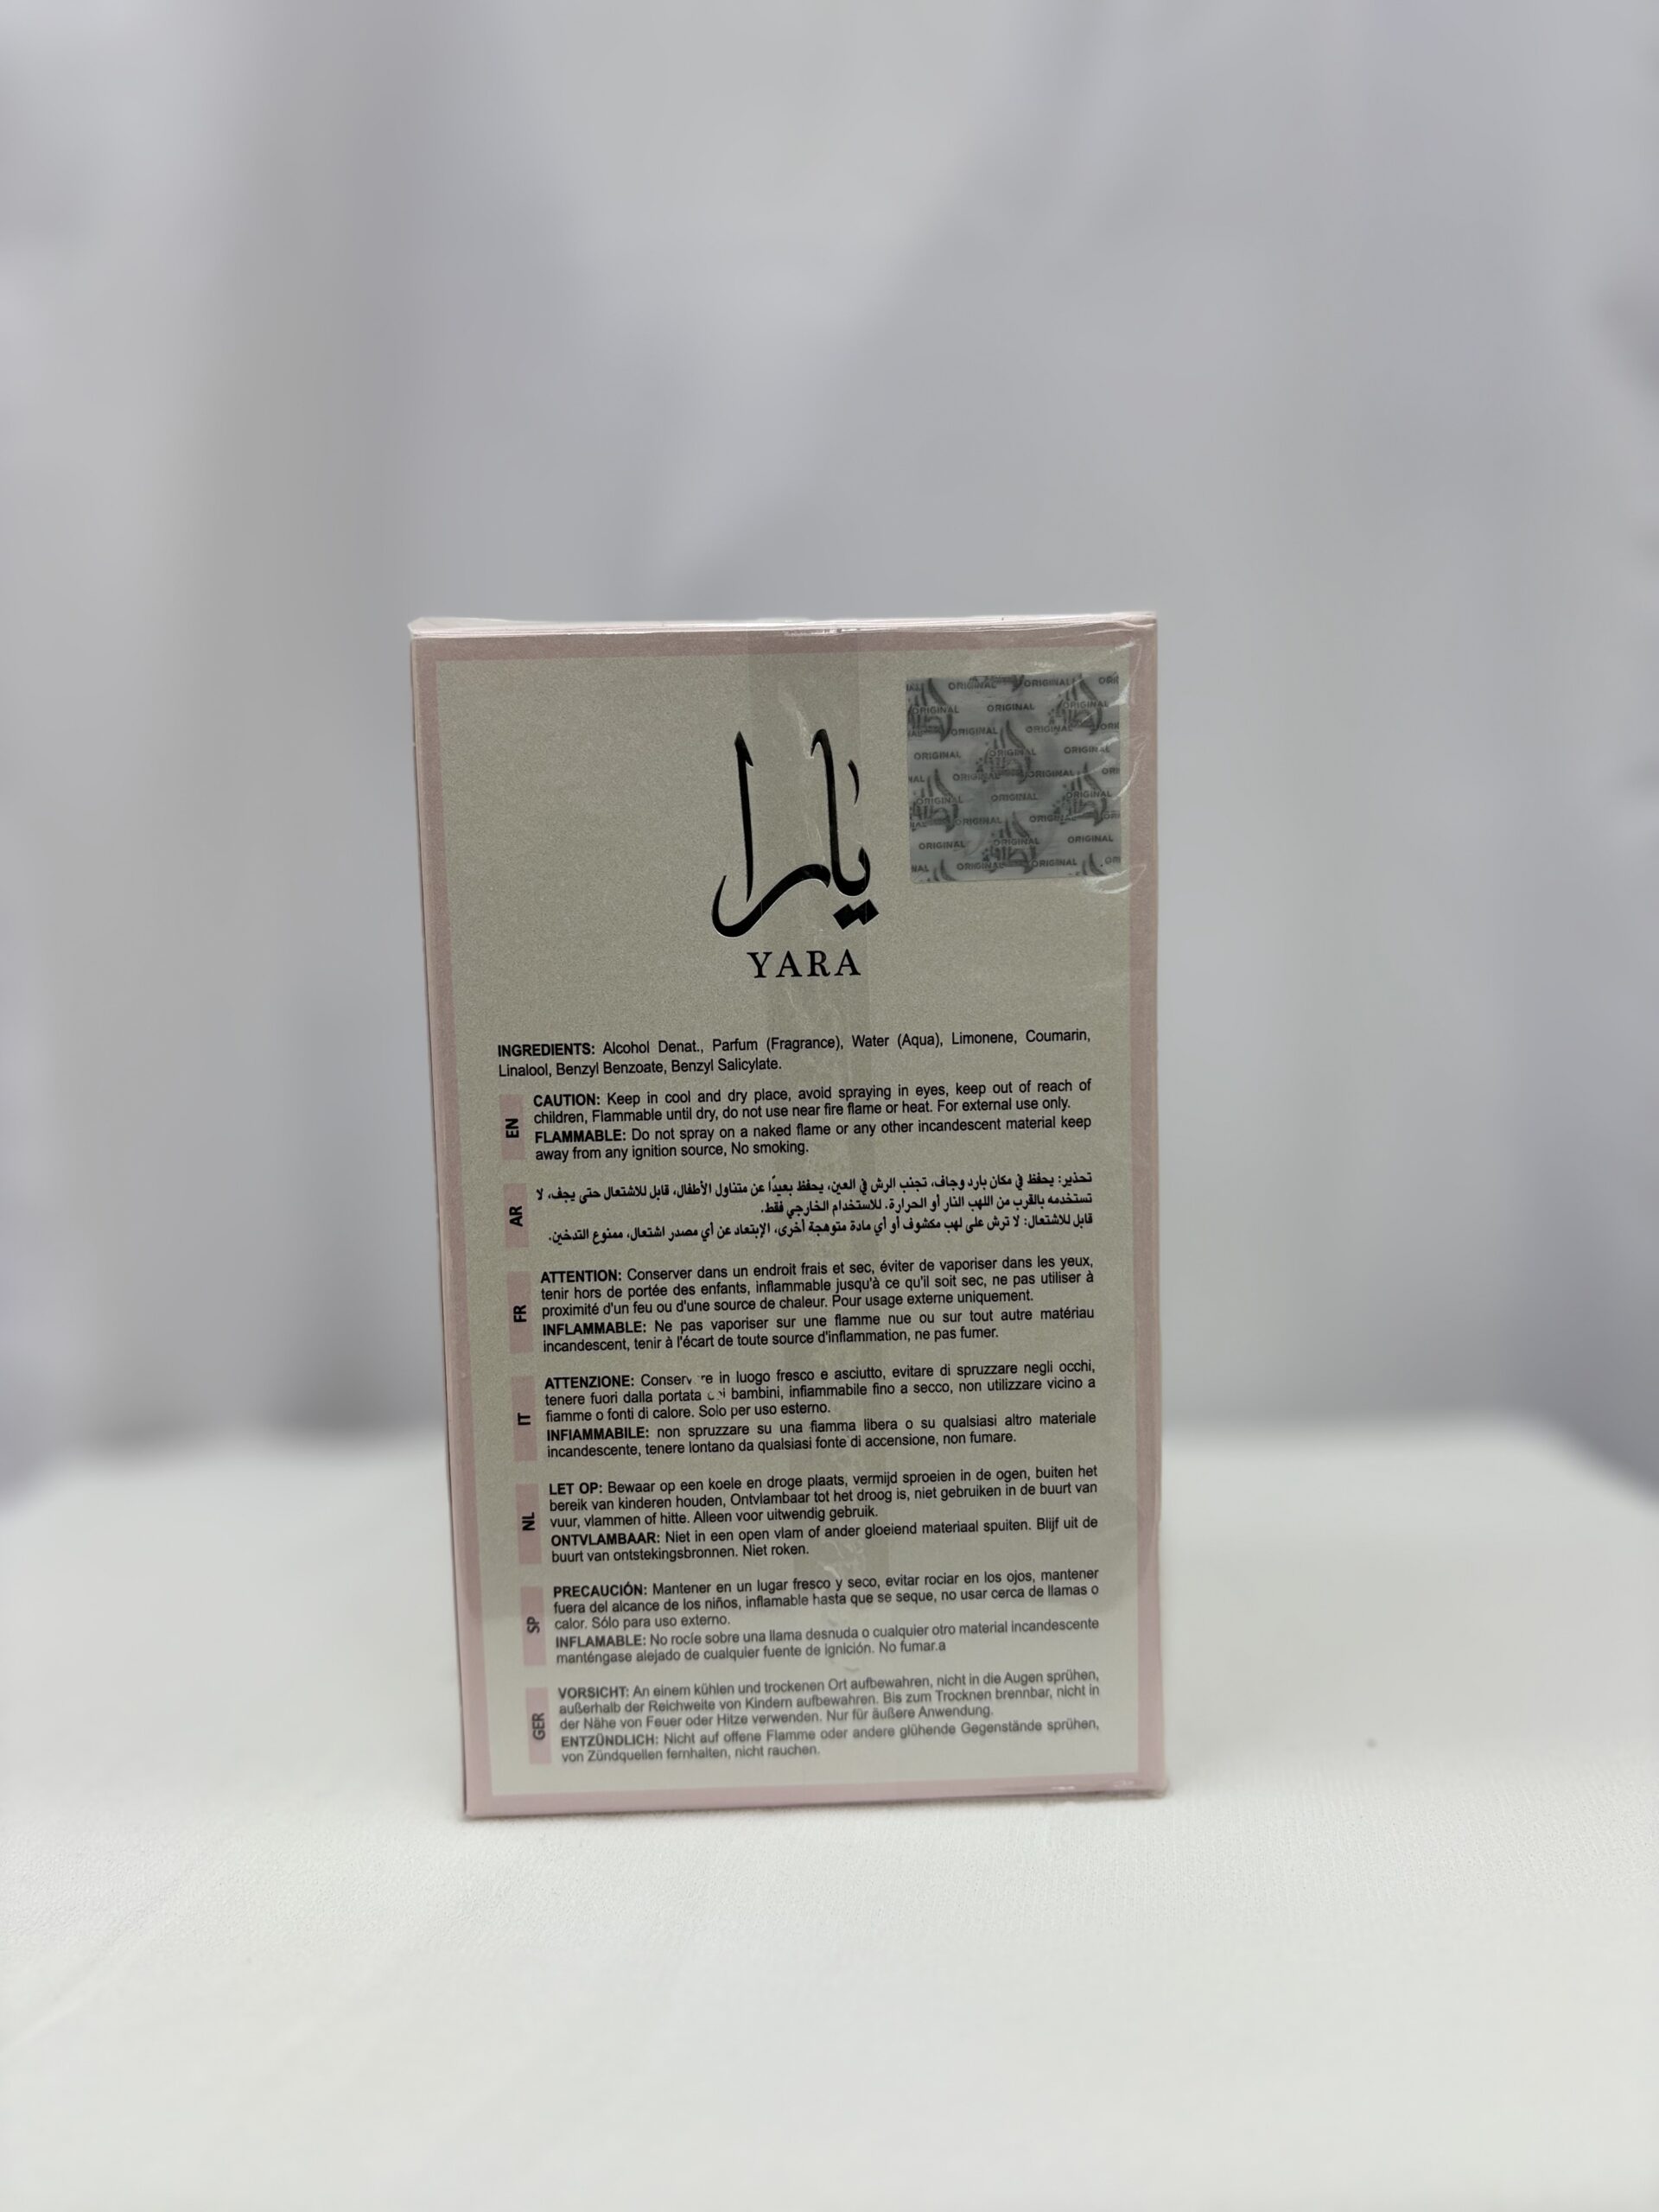 يارا
YARA
ORIGINAL
INGREDIENTS: Alcohol Denat., Parfum (Fragrance), Water (Aqua), Limonene, Coumarin,
Linalool, Benzyl Benzoate, Benzyl Salicylate.
EN
CAUTION: Keep in cool and dry place, avoid spraying in eyes, keep out of reach of
children, Flammable until dry, do not use near fire flame or heat. For external use only.
FLAMMABLE: Do not spray on a naked flame or any other incandescent material keep
away from any ignition source, No smoking.
AR
تحذير: يحفظ في مكان بارد وجاف، تجنب الرش في العين، يحفظ بعيدًا عن متناول الأطفال، قابل للاشتعال حتى يجف، لا
تستخدمه بالقرب من اللهب النار أو الحرارة. للاستخدام الخارجي فقط.
قابل للاشتعال: لا ترش على لهب مكشوف أو أي مادة متوهجة أخرى، الإبتعاد عن أي مصدر اشتعال، ممنوع التدخين.
FR
ATTENTION: Conserver dans un endroit frais et sec, éviter de vaporiser dans les yeux,
tenir hors de portée des enfants, inflammable jusqu'à ce qu'il soit sec, ne pas utiliser à
proximité d'un feu ou d'une source de chaleur. Pour usage externe uniquement.
INFLAMMABLE: Ne pas vaporiser sur une flamme nue ou sur tout autre matériau
incandescent, tenir à l'écart de toute source d'inflammation, ne pas fumer.
IT
ATTENZIONE: in luogo fresco e asciutto, evitare di spruzzare negli occhi,
tenere fuori dalla portata bambini, infiammabile fino a secco, non utilizzare vicino a
fiamme o fonti di calore. Solo per uso esterno.
INFIAMMABILE: non spruzzare su una fiamma libera o su qualsiasi altro materiale
incandescente, tenere lontano da qualsiasi fonte di accensione, non fumare.
NL
LET OP: Bewaar op een koele en droge plaats, vermijd sproeien in de ogen, buiten het
bereik van kinderen houden, Ontvlambaar tot het droog is, niet gebruiken in de buurt van
vuur, vlammen of hitte. Alleen voor uitwendig gebruik.
ONTVLAMBAAR: Niet in een open vlam of ander gloeiend materiaal spuiten. Blijf uit de
buurt van ontstekingsbronnen. Niet roken.
SP
PRECAUCIÓN: Mantener en un lugar fresco y seco, evitar rociar en los ojos, mantener
fuera del alcance de los niños, inflamable hasta que se seque, no usar cerca de llamas o
calor. Sólo para uso externo.
INFLAMABLE: No rocíe sobre una llama desnuda o cualquier otro material incandescente
manténgase alejado de cualquier fuente de ignición. No fumar.a
GER
VORSICHT: An einem kühlen und trockenen Ort aufbewahren, nicht in die Augen sprühen,
außerhalb der Reichweite von Kindern aufbewahren. Bis zum Trocknen brennbar, nicht in
der Nähe von Feuer oder Hitze verwenden. Nur für äußere Anwendung.
ENTZÜNDLICH: Nicht auf offene Flamme oder andere glühende Gegenstände sprühen,
von Zündquellen fernhalten, nicht rauchen.